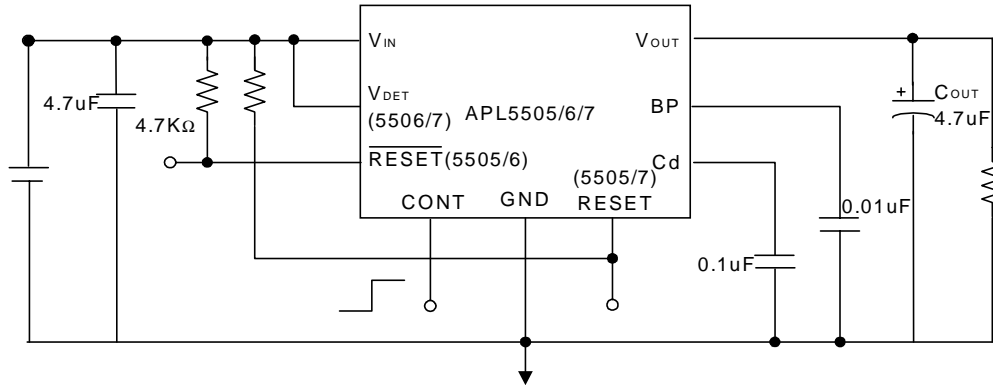 VIN
VOUT
4.7uF
VDET
(5506/7)
APL5505/6/7
BP
+
COUT
4.7uF
4.7KΩ
RESET(5505/6)
Cd
(5505/7)
CONT
GND
RESET
0.01uF
0.1uF